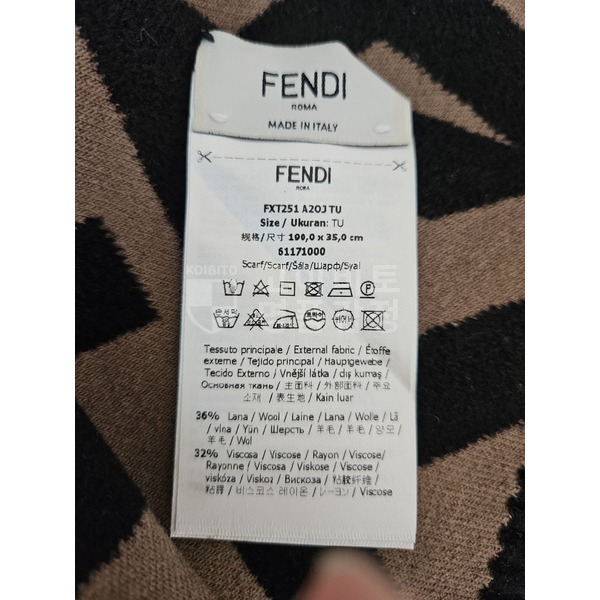 FENDI
ROMA
MADE IN ITALY
FENDI
ROMA
FXT251 A2OJ TU
Size / Ukuran: TU
规格/尺寸 190,0 x 35,0 cm
61171000
Scarf/Scarf/Šála/Шарф/Syal
KOIBITO
Tessuto principale / External fabric / Étoffe
externe / Tejido principal / Hauptgewebe /
Tecido Externo / Vnější látka / dış kumaş /
Основная ткань / 主面料 / 外部面料 / 주요
소재 / 表生地 / Kain luar
36% Lana / Wool / Laine / Lana / Wolle / Lã
/ vlna / Yün / Шерсть / 羊毛 / 羊毛 / 양모 /
羊毛 / Wol
32% Viscosa / Viscose / Rayon / Viscose/
Rayonne / Viscosa / Viskose / Viscose /
viskóza / Viskoz / Вискоза / 粘胶纤维 /
粘膠 / 비스코스 레이온 / レーヨン / Viscose